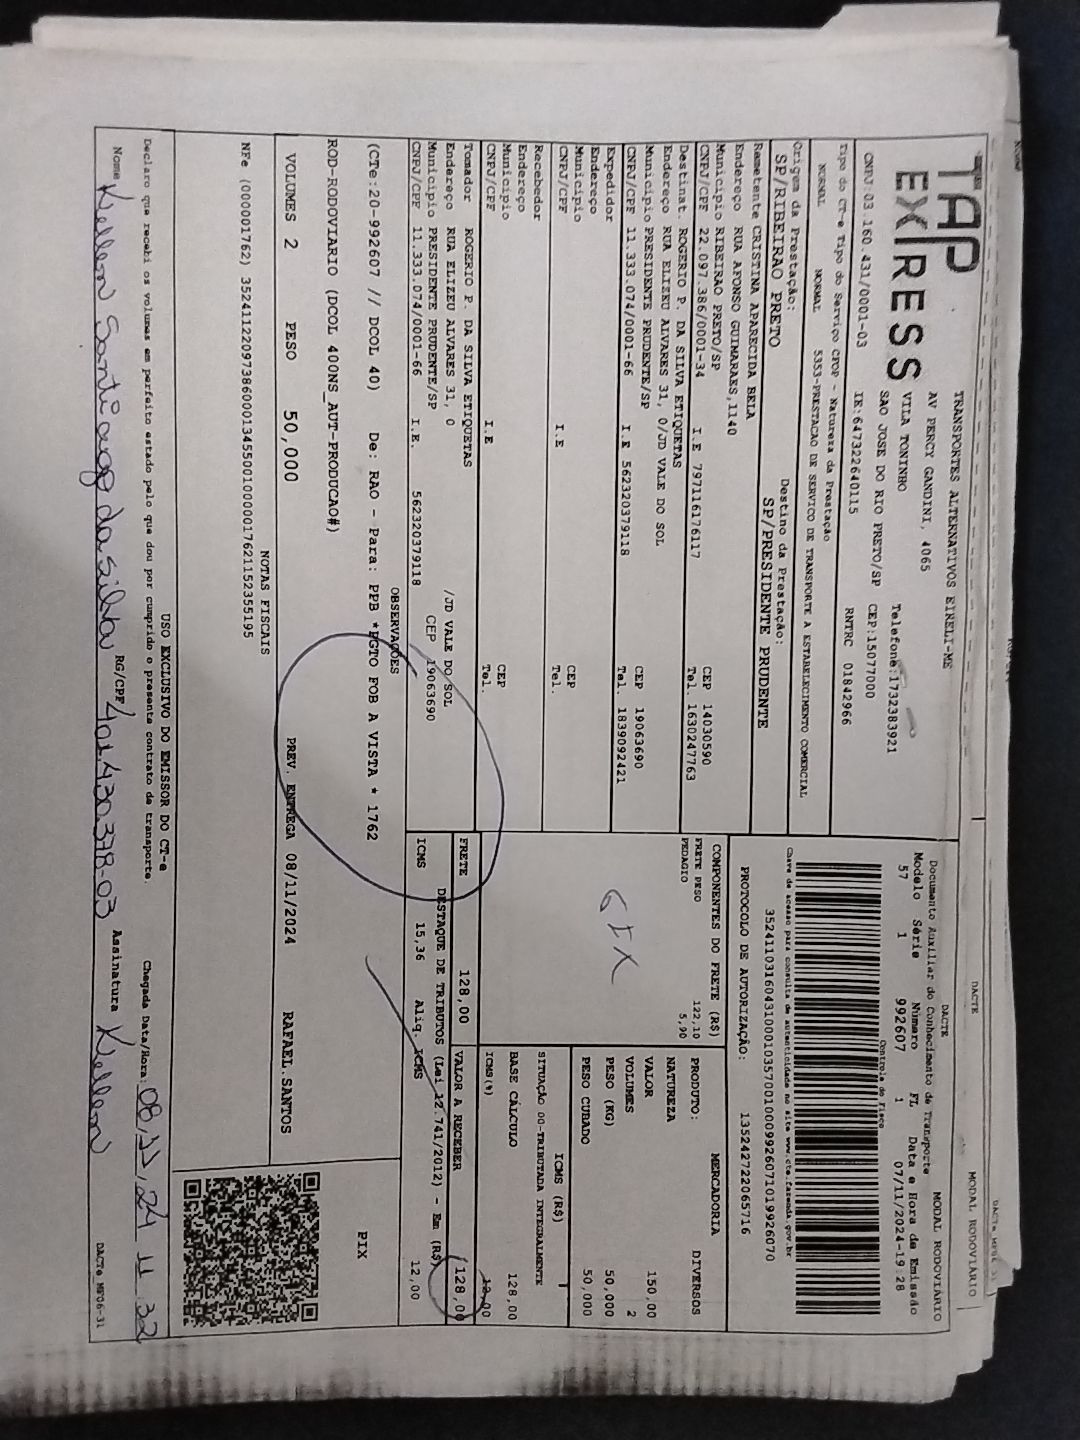 TAP
EXPRESS
TRANSPORTES ALTERNATIVOS EIRELI-ME
AV PERCY GANDINI, 4065
VILA TONINHO
SAO JOSE DO RIO PRETO/SP
Telefone:1732383921
CEP:15077000
CNPJ:03.160.431/0001-03
IE:647322640115
RNTRC 01842966
Tipo do CT-e Tipo do Serviço CFOP - Natureza da Prestação
NORMAL NORMAL 5353-PRESTACAO DE SERVICO DE TRANSPORTE A ESTABELECIMENTO COMERCIAL
Origem da Prestação:
SP/RIBEIRAO PRETO
Destino da Prestação:
SP/PRESIDENTE PRUDENTE
Remetente CRISTINA APARECIDA BELA
Endereço RUA AFONSO GUIMARAES,1140
Município RIBEIRAO PRETO/SP CEP 14030590
CNPJ/CPF 22.097.386/0001-34 I.E 797116176117 Tel. 1630247763
Destinat. ROGERIO P. DA SILVA ETIQUETAS
Endereço RUA ELIZEU ALVARES 31, 0/JD VALE DO SOL
Município PRESIDENTE PRUDENTE/SP CEP 19063690
CNPJ/CPF 11.333.074/0001-66 I.E 562320379118 Tel. 1839092421
Expedidor
Endereço
Município CEP
CNPJ/CPF I.E Tel.
Recebedor
Endereço
Município CEP
CNPJ/CPF I.E Tel.
Tomador ROGERIO P. DA SILVA ETIQUETAS
Endereço RUA ELIZEU ALVARES 31, 0 /JD VALE DO SOL
Município PRESIDENTE PRUDENTE/SP CEP 19063690
CNPJ/CPF 11.333.074/0001-66 I.E. 562320379118
DACTE
MODAL RODOVIÁRIO
Documento Auxiliar do Conhecimento de Transporte
Modelo Série Número FL Data e Hora de Emissão
57 1 992607 1 07/11/2024-19:28
Controle do Fisco
Chave de acesso para consulta de autenticidade no site www.cte.fazenda.gov.br
PROTOCOLO DE AUTORIZAÇÃO: 135242722065716
COMPONENTES DO FRETE (R$)
FRETE PESO 122,10
PEDAGIO 5,90
PIX
PRODUTO: MERCADORIA
NATUREZA DIVERSOS
VALOR 150,00
VOLUMES 2
PESO (KG) 50,000
PESO CUBADO 50,000
ICMS (R$)
SITUAÇÃO 00-TRIBUTADA INTEGRALMENTE
BASE CÁLCULO 128,00
ICMS(%) 12,00
FRETE 128,00 VALOR A RECEBER 128,00
DESTAQUE DE TRIBUTOS (Lei 12.741/2012) - Em (R$)
ICMS 15,36 Aliq. ICMS 12,00
OBSERVAÇÕES
(CTe:20-992607 // DCOL 40) De: RAO - Para: PPB *PGTO FOB A VISTA * 1762
ROD-RODOVIARIO (DCOL 400NS_AUT-PRODUCAO#)
PIX
VOLUMES 2 PESO 50,000 PREV. ENTREGA 08/11/2024 RAFAEL.SANTOS
NOTAS FISCAIS
NFe (000001762) 35241122097386000134550010000017621152355195
USO EXCLUSIVO DO EMISSOR DO CT-e
Declaro que recebi os volumes em perfeito estado pelo que dou por cumprido o presente contrato de transporte. Chegada Data/Hora: 08/11/24 11:32
Nome Kellen Santiago da Silva RG/CPF 401.430.378-03 Assinatura Kellen
DACTe_MF06-31
DACTE
MODAL RODOVIÁRIO